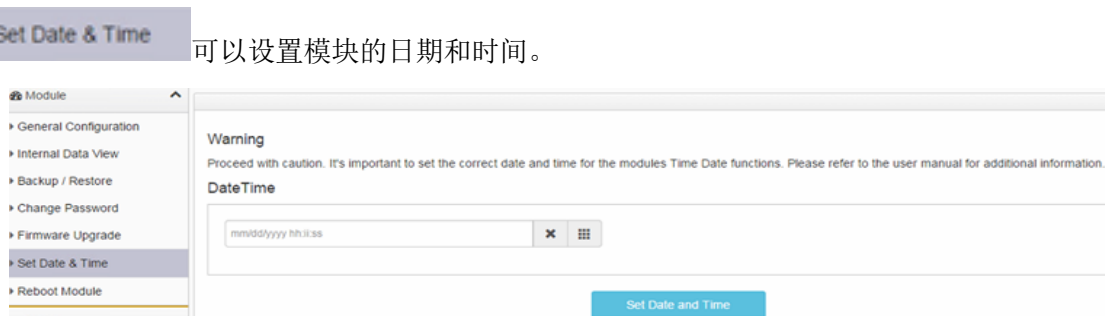 Set Date & Time 可以设置模块的日期和时间。
Module
General Configuration
Internal Data View
Backup / Restore
Change Password
Firmware Upgrade
Set Date & Time
Reboot Module
Warning
Proceed with caution. It's important to set the correct date and time for the modules Time Date functions. Please refer to the user manual for additional information.
DateTime
mm/dd/yyyy hh:ii:ss
Set Date and Time